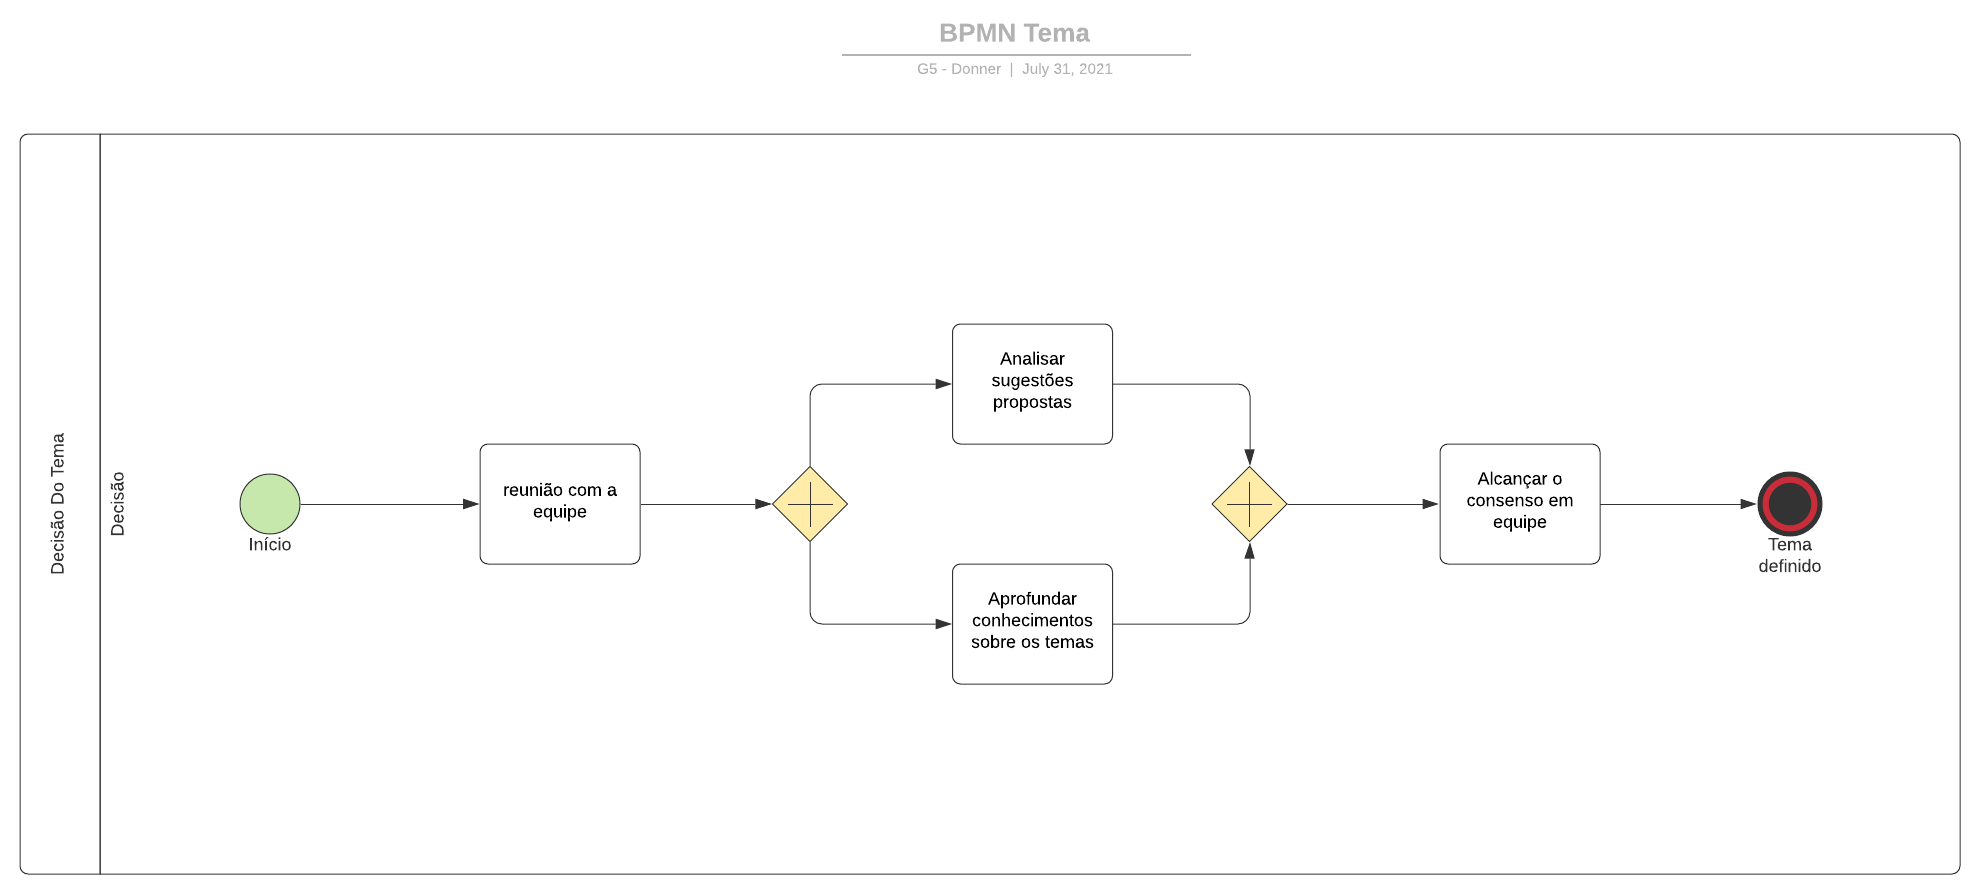 BPMN Tema
G5 - Donner | July 31, 2021
Decisão Do Tema
Decisão
Início
reunião com a
equipe
Analisar
sugestões
propostas
Aprofundar
conhecimentos
sobre os temas
Alcançar o
consenso em
equipe
Tema
definido